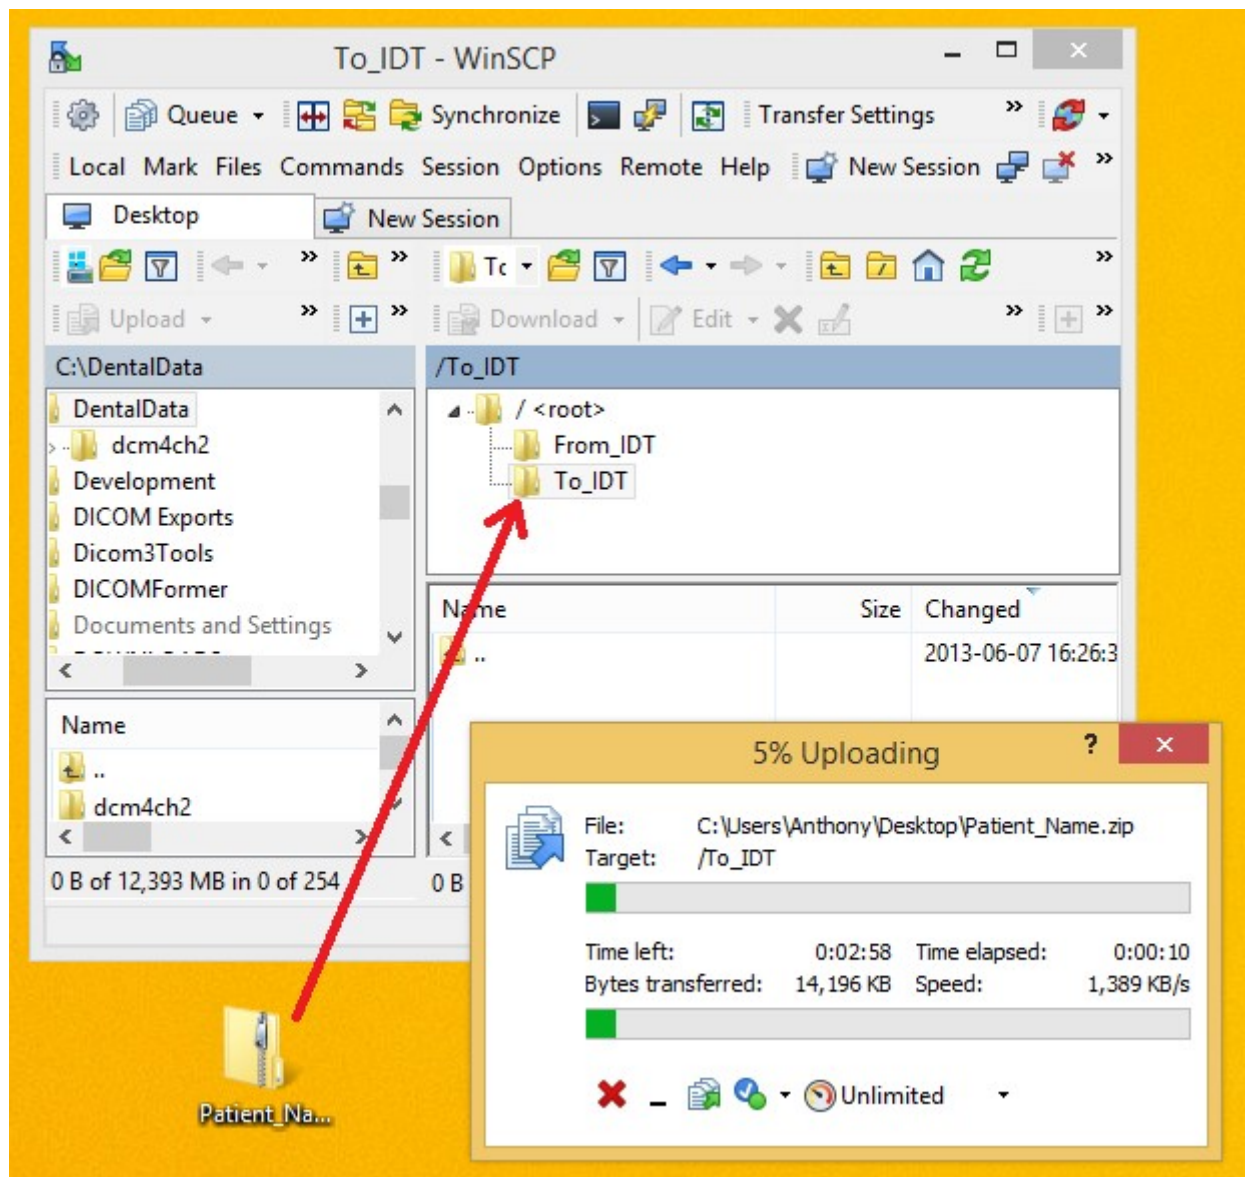 To_IDT - WinSCP
Queue Synchronize Transfer Settings
Local Mark Files Commands Session Options Remote Help New Session
Desktop New Session
Tc
Upload Download Edit
C:\DentalData /To_IDT
DentalData
dcm4ch2
Development
DICOM Exports
Dicom3Tools
DICOMFormer
Documents and Settings
/ <root>
From_IDT
To_IDT
Name Size Changed
.. 2013-06-07 16:26:3
Name
..
dcm4ch2
0 B of 12,393 MB in 0 of 254 0 B
5% Uploading
File: C:\Users\Anthony\Desktop\Patient_Name.zip
Target: /To_IDT
Time left: 0:02:58 Time elapsed: 0:00:10
Bytes transferred: 14,196 KB Speed: 1,389 KB/s
Unlimited
Patient_Na...